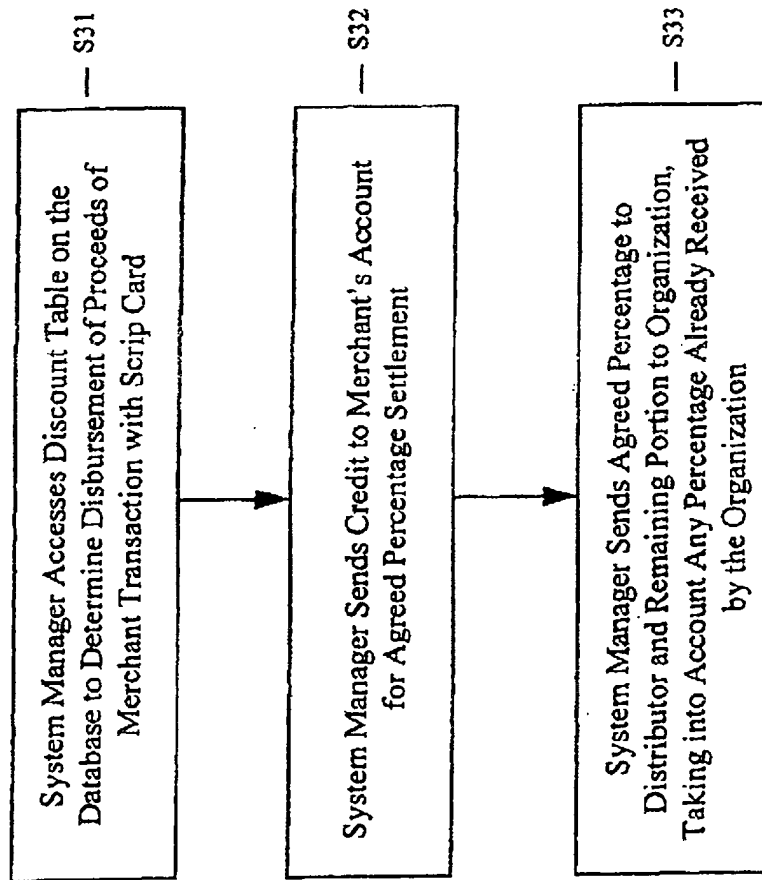 System Manager Accesses Discount Table on the
Database to Determine Disbursement of Proceeds of
Merchant Transaction with Scrip Card
— S31
System Manager Sends Credit to Merchant's Account
for Agreed Percentage Settlement
— S32
System Manager Sends Agreed Percentage to
Distributor and Remaining Portion to Organization,
Taking into Account Any Percentage Already Received
by the Organization
— S33